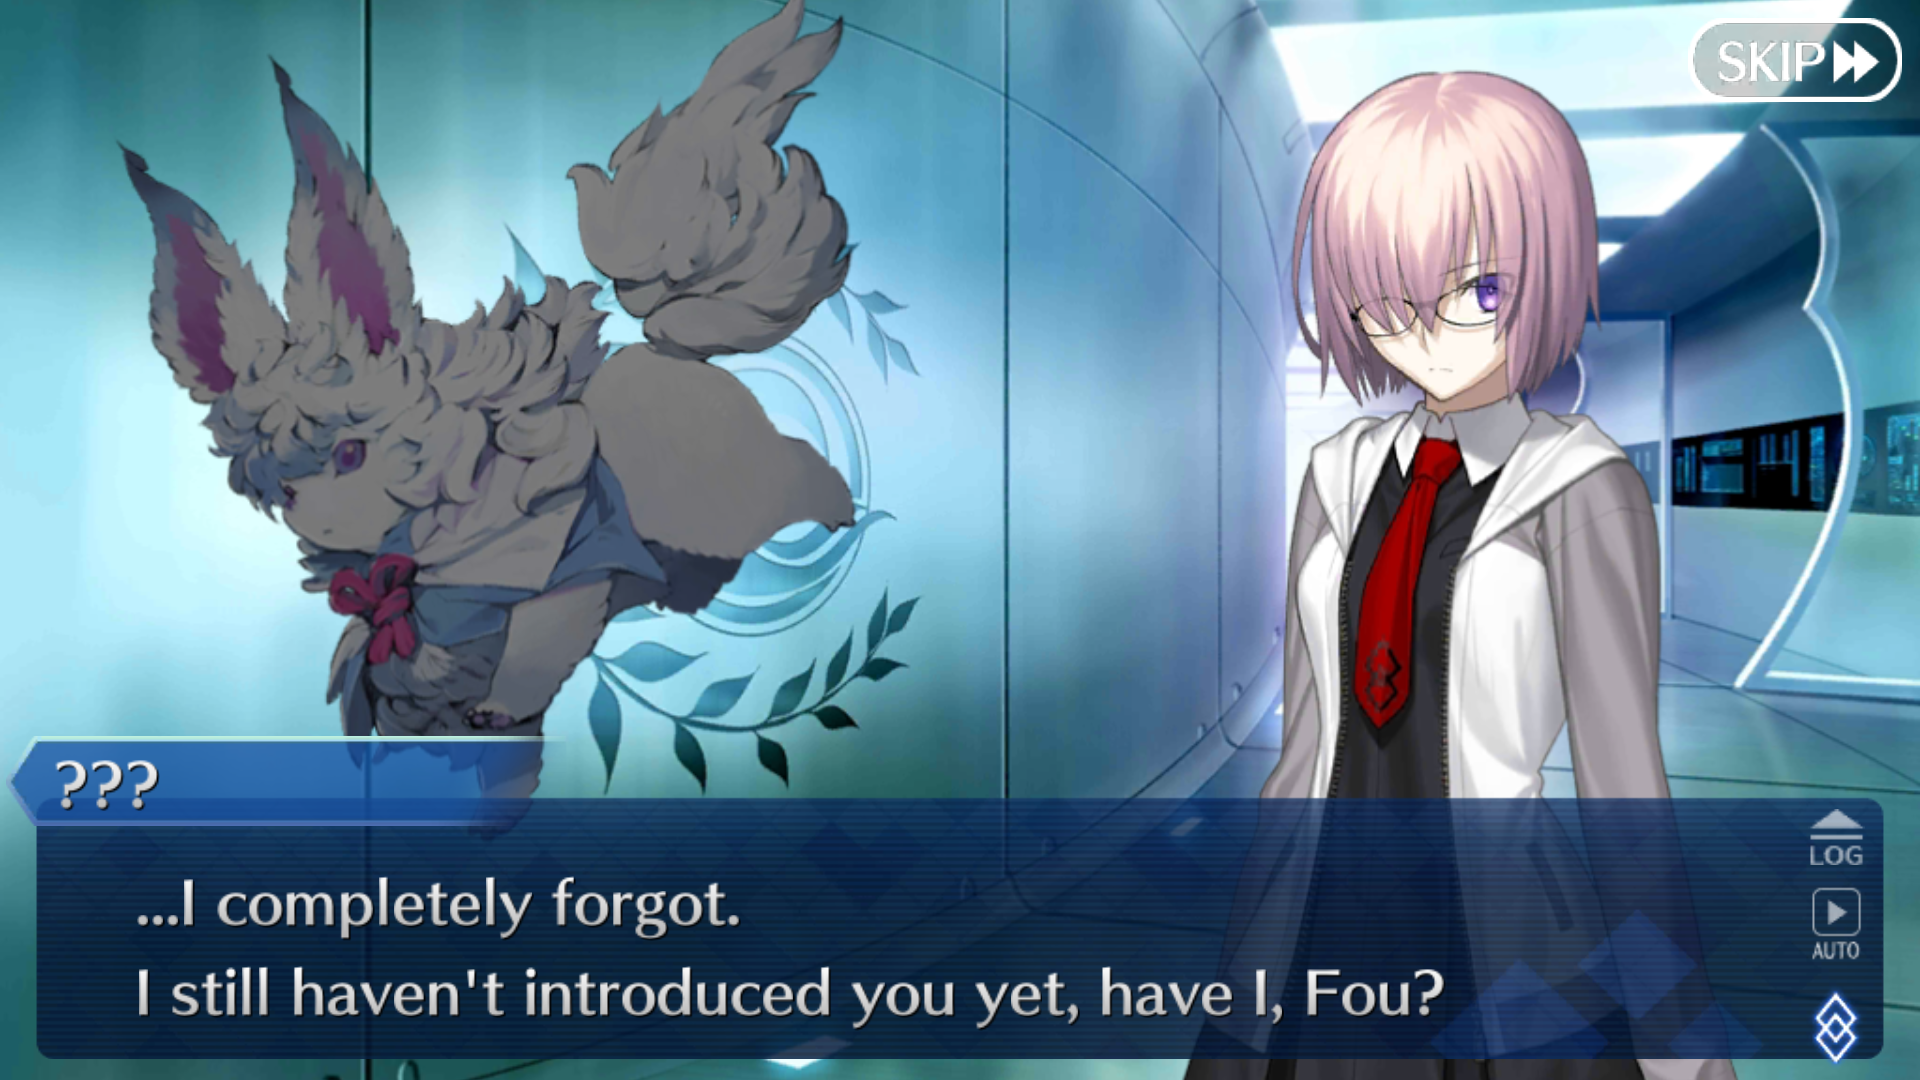 SKIP
???
...I completely forgot.
I still haven't introduced you yet, have I, Fou?
LOG
AUTO